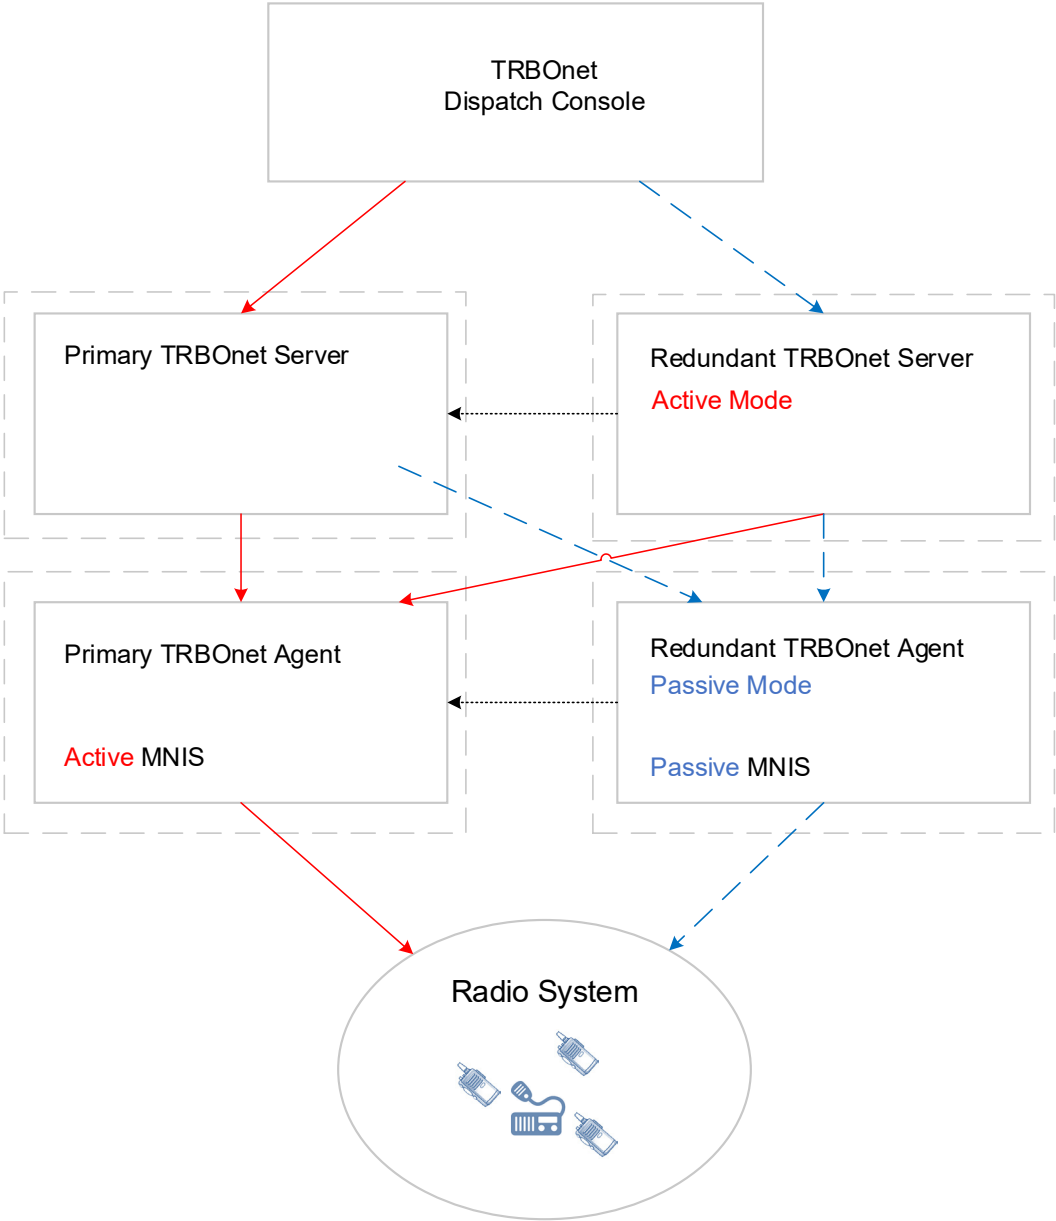 TRBOnet
Dispatch Console
Primary TRBOnet Server
Redundant TRBOnet Server
Active Mode
Primary TRBOnet Agent
Active MNIS
Redundant TRBOnet Agent
Passive Mode
Passive MNIS
Radio System